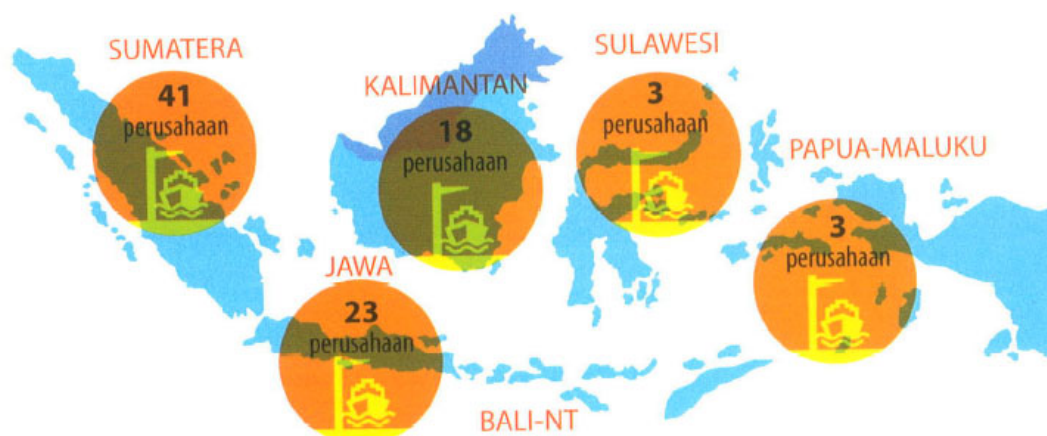 SUMATERA
41
perusahaan
KALIMANTAN
18
perusahaan
SULAWESI
3
perusahaan
PAPUA-MALUKU
3
perusahaan
JAWA
23
perusahaan
BALI-NT